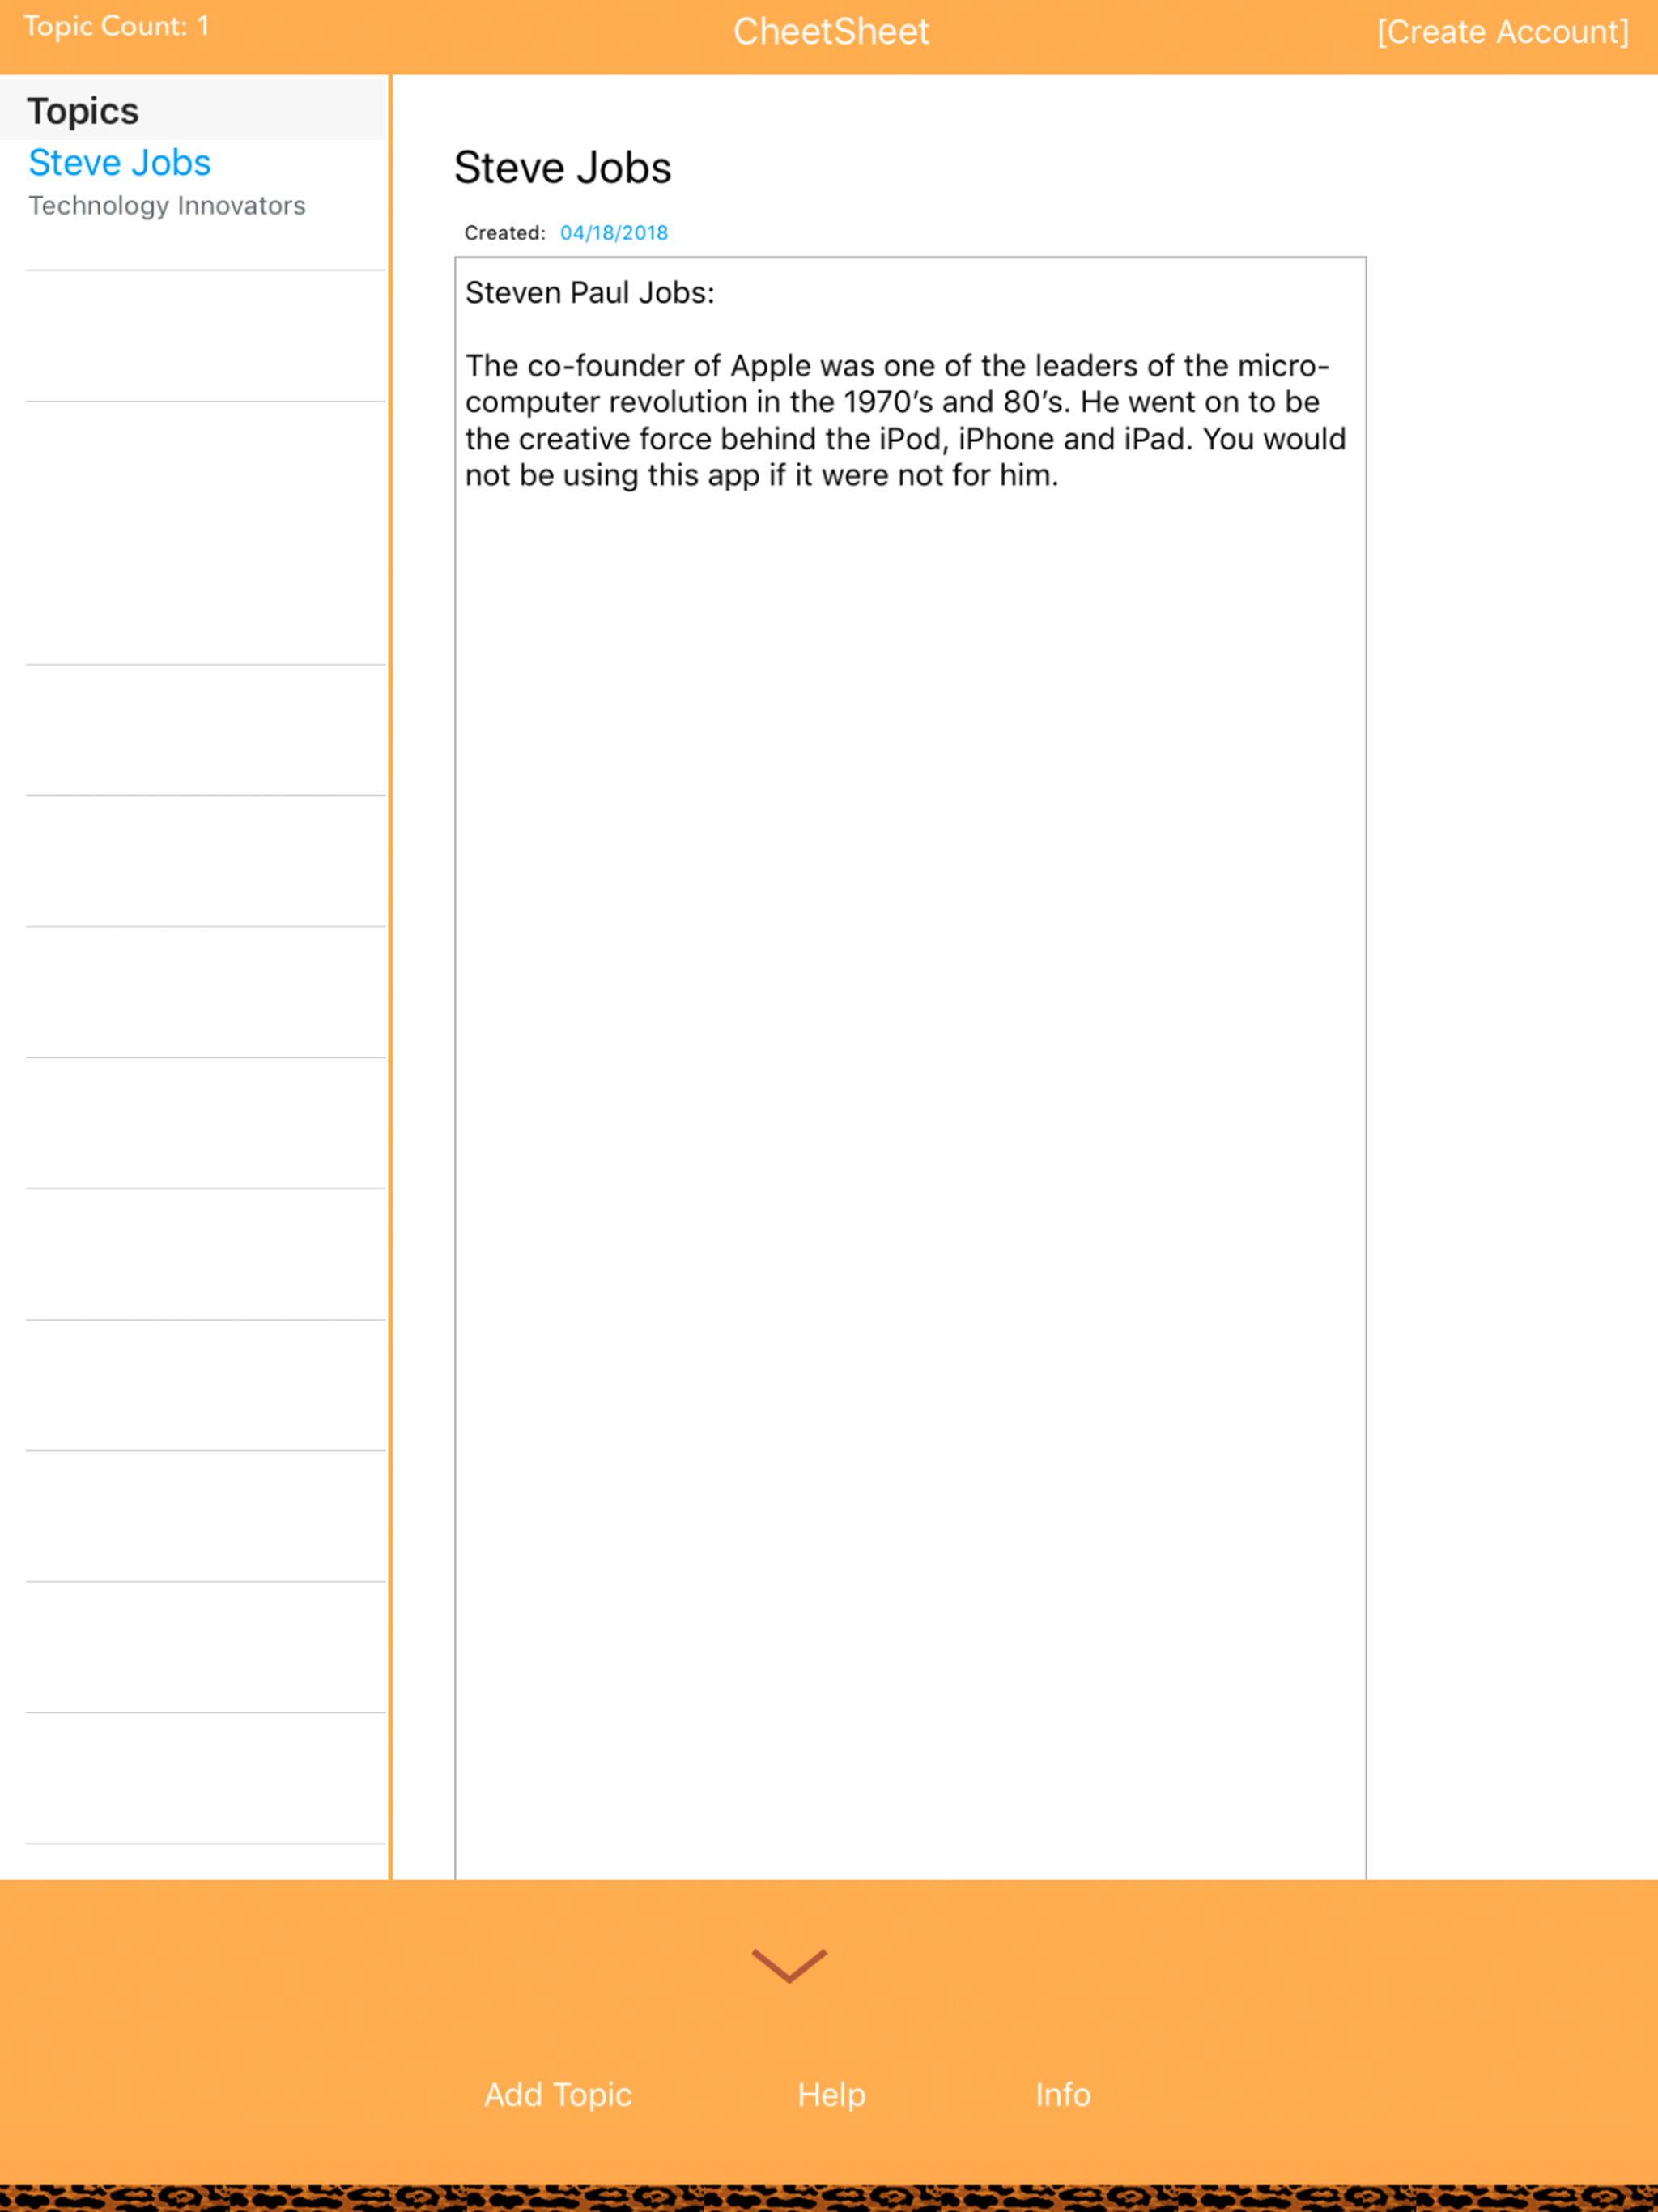 Topic Count: 1
CheetSheet
[Create Account]
Topics
Steve Jobs
Technology Innovators
Steve Jobs
Created: 04/18/2018
Steven Paul Jobs:
The co-founder of Apple was one of the leaders of the micro-
computer revolution in the 1970’s and 80’s. He went on to be
the creative force behind the iPod, iPhone and iPad. You would
not be using this app if it were not for him.
Add Topic
Help
Info